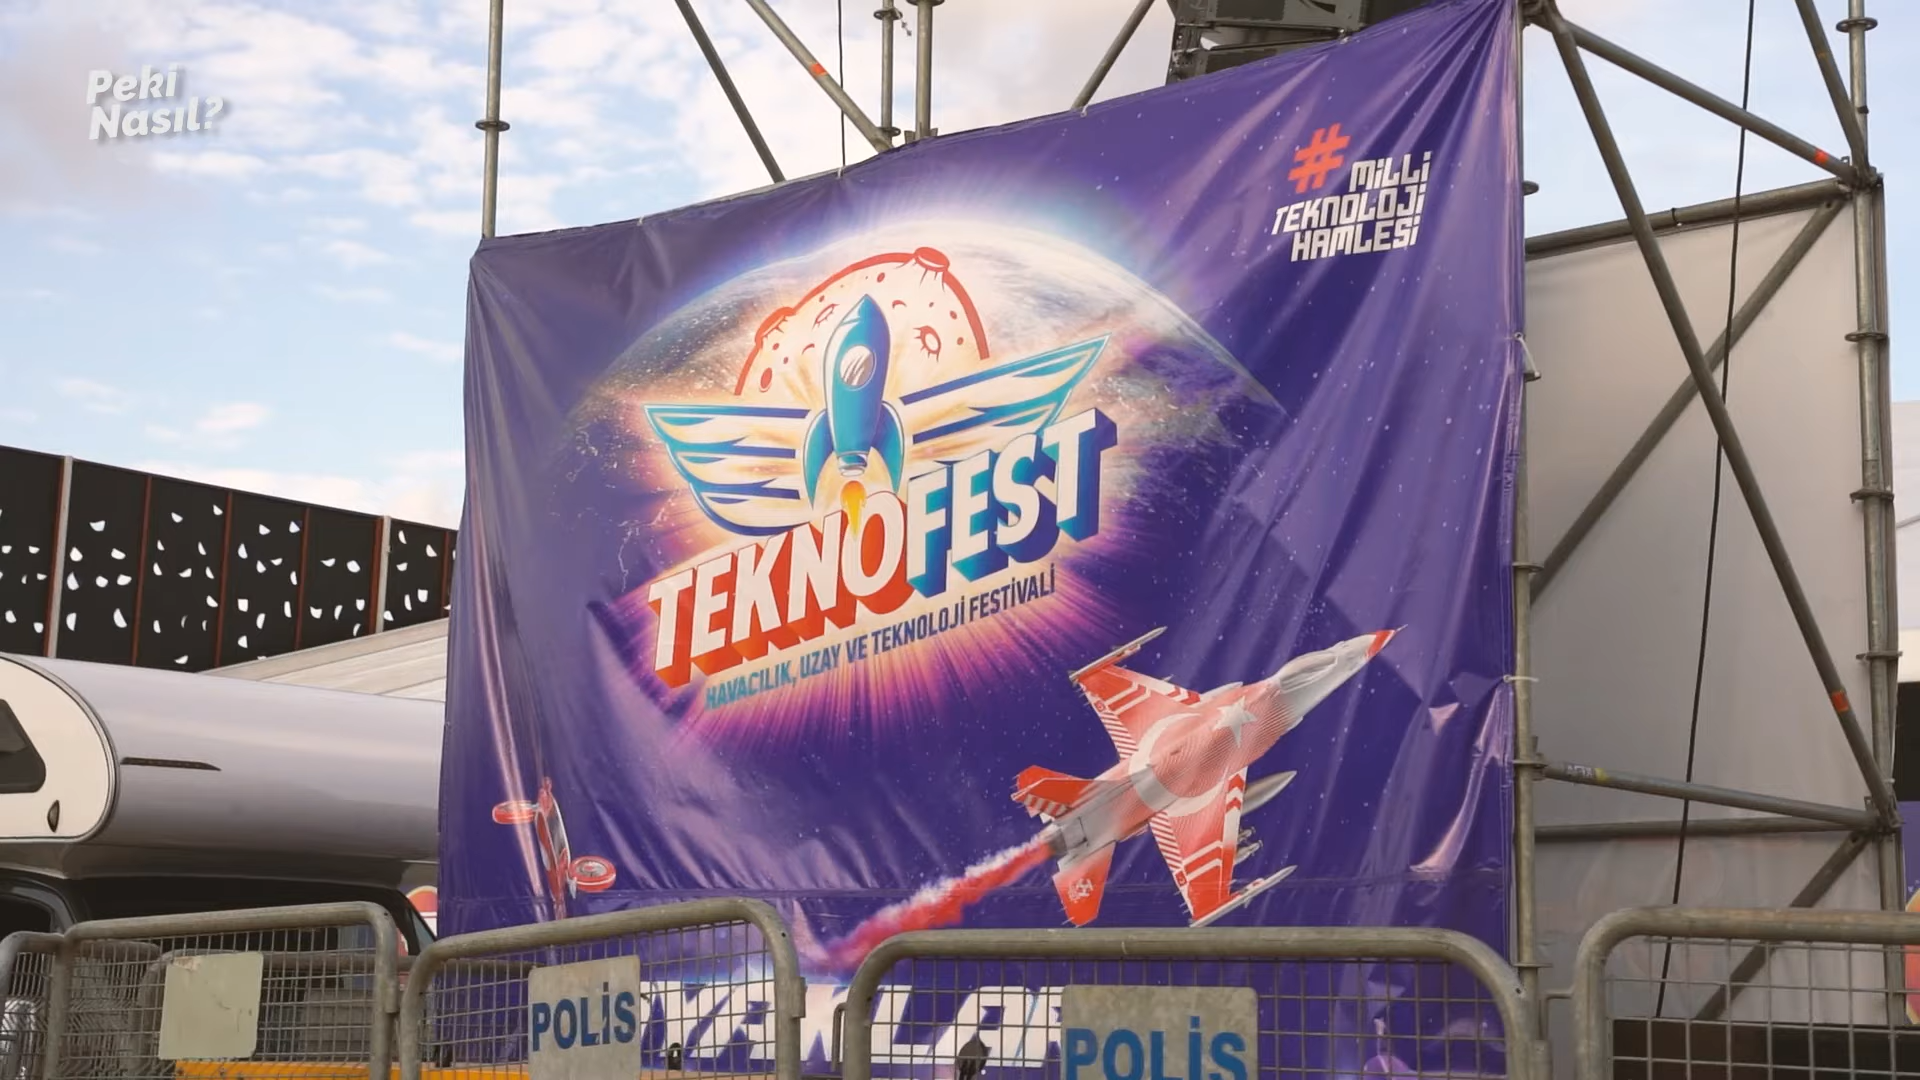 Peki
Nasıl?
#MİLLİ
TEKNOLOJİ
HAMLESİ
TEKNOFEST
HAVACILIK, UZAY VE TEKNOLOJİ FESTİVALİ
POLİS
POLİS